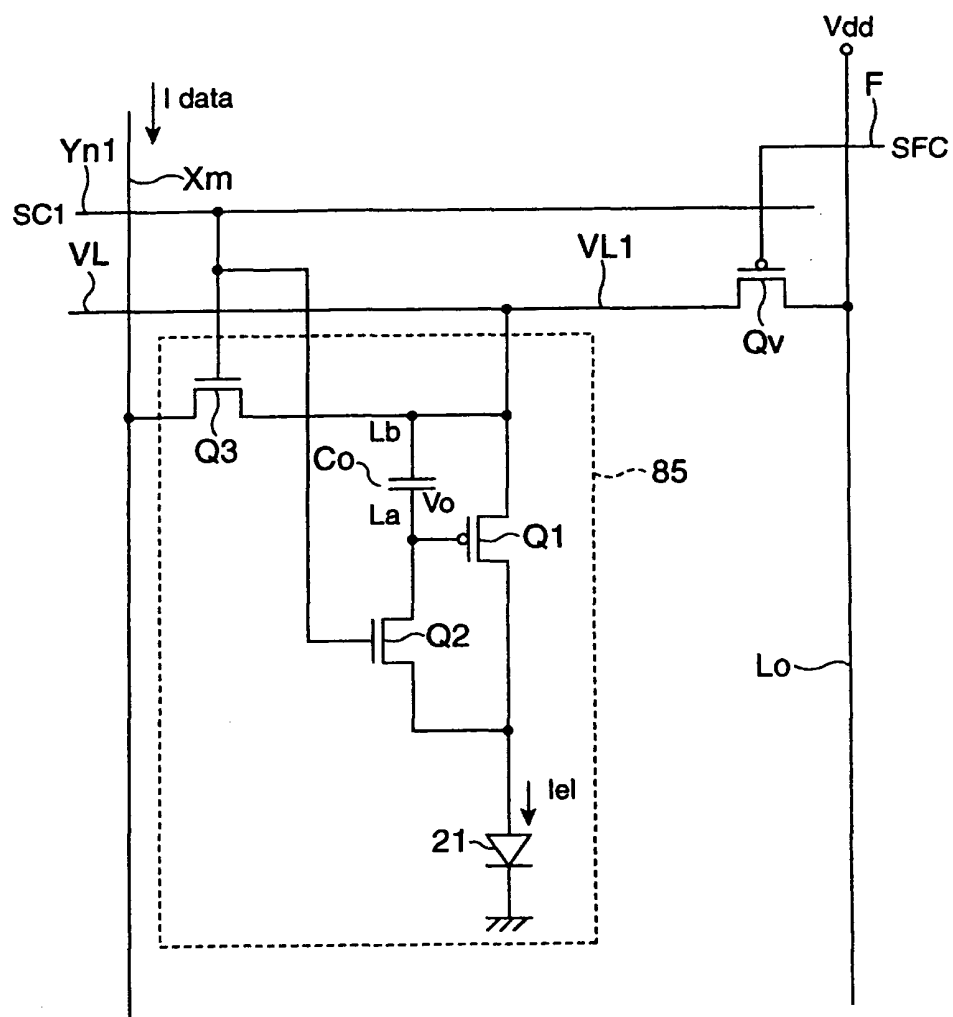 Vdd
I data
F
Yn1
SFC
Xm
SC1
VL
VL1
Qv
Q3
Lb
Co
85
Vo
La
Q1
Q2
Lo
Iel
21